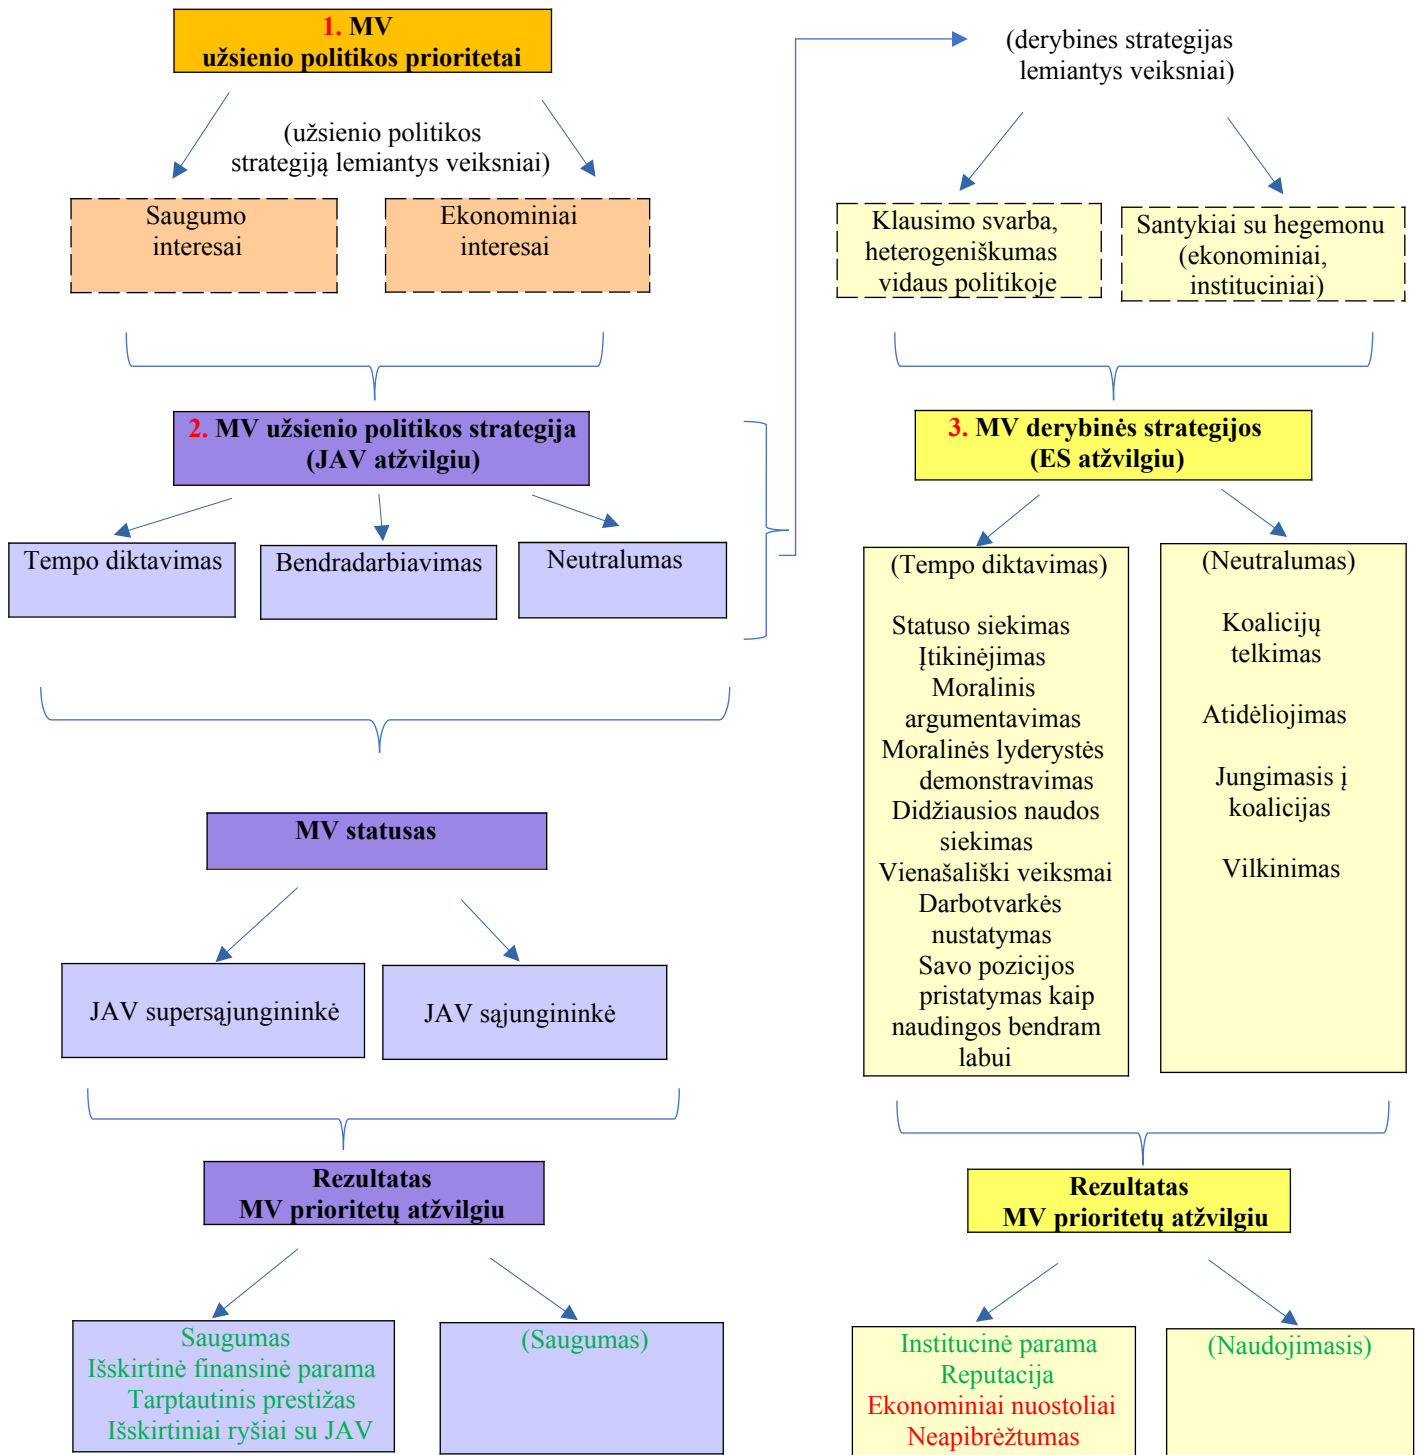 1. MV
užsienio politikos prioritetai
(užsienio politikos
strategiją lemiantys veiksniai)
Saugumo
interesai
Ekonominiai
interesai
2. MV užsienio politikos strategija
(JAV atžvilgiu)
Tempo diktavimas
Bendradarbiavimas
Neutralumas
MV statusas
JAV supersąjungininkė
JAV sąjungininkė
Rezultatas
MV prioritetų atžvilgiu
Saugumas
Išskirtinė finansinė parama
Tarptautinis prestižas
Išskirtiniai ryšiai su JAV
(Saugumas)
(derybines strategijas
lemiantys veiksniai)
Klausimo svarba,
heterogeniškumas
vidaus politikoje
Santykiai su hegemonu
(ekonominiai,
instituciniai)
3. MV derybinės strategijos
(ES atžvilgiu)
(Tempo diktavimas)
Statuso siekimas
Įtikinėjimas
Moralinis
argumentavimas
Moralinės lyderystės
demonstravimas
Didžiausios naudos
siekimas
Vienašališki veiksmai
Darbotvarkės
nustatymas
Savo pozicijos
pristatymas kaip
naudingos bendram
labui
(Neutralumas)
Koalicijų
telkimas
Atidėliojimas
Jungimasis į
koalicijas
Vilkinimas
Rezultatas
MV prioritetų atžvilgiu
Institucinė parama
Reputacija
Ekonominiai nuostoliai
Neapibrėžtumas
(Naudojimasis)